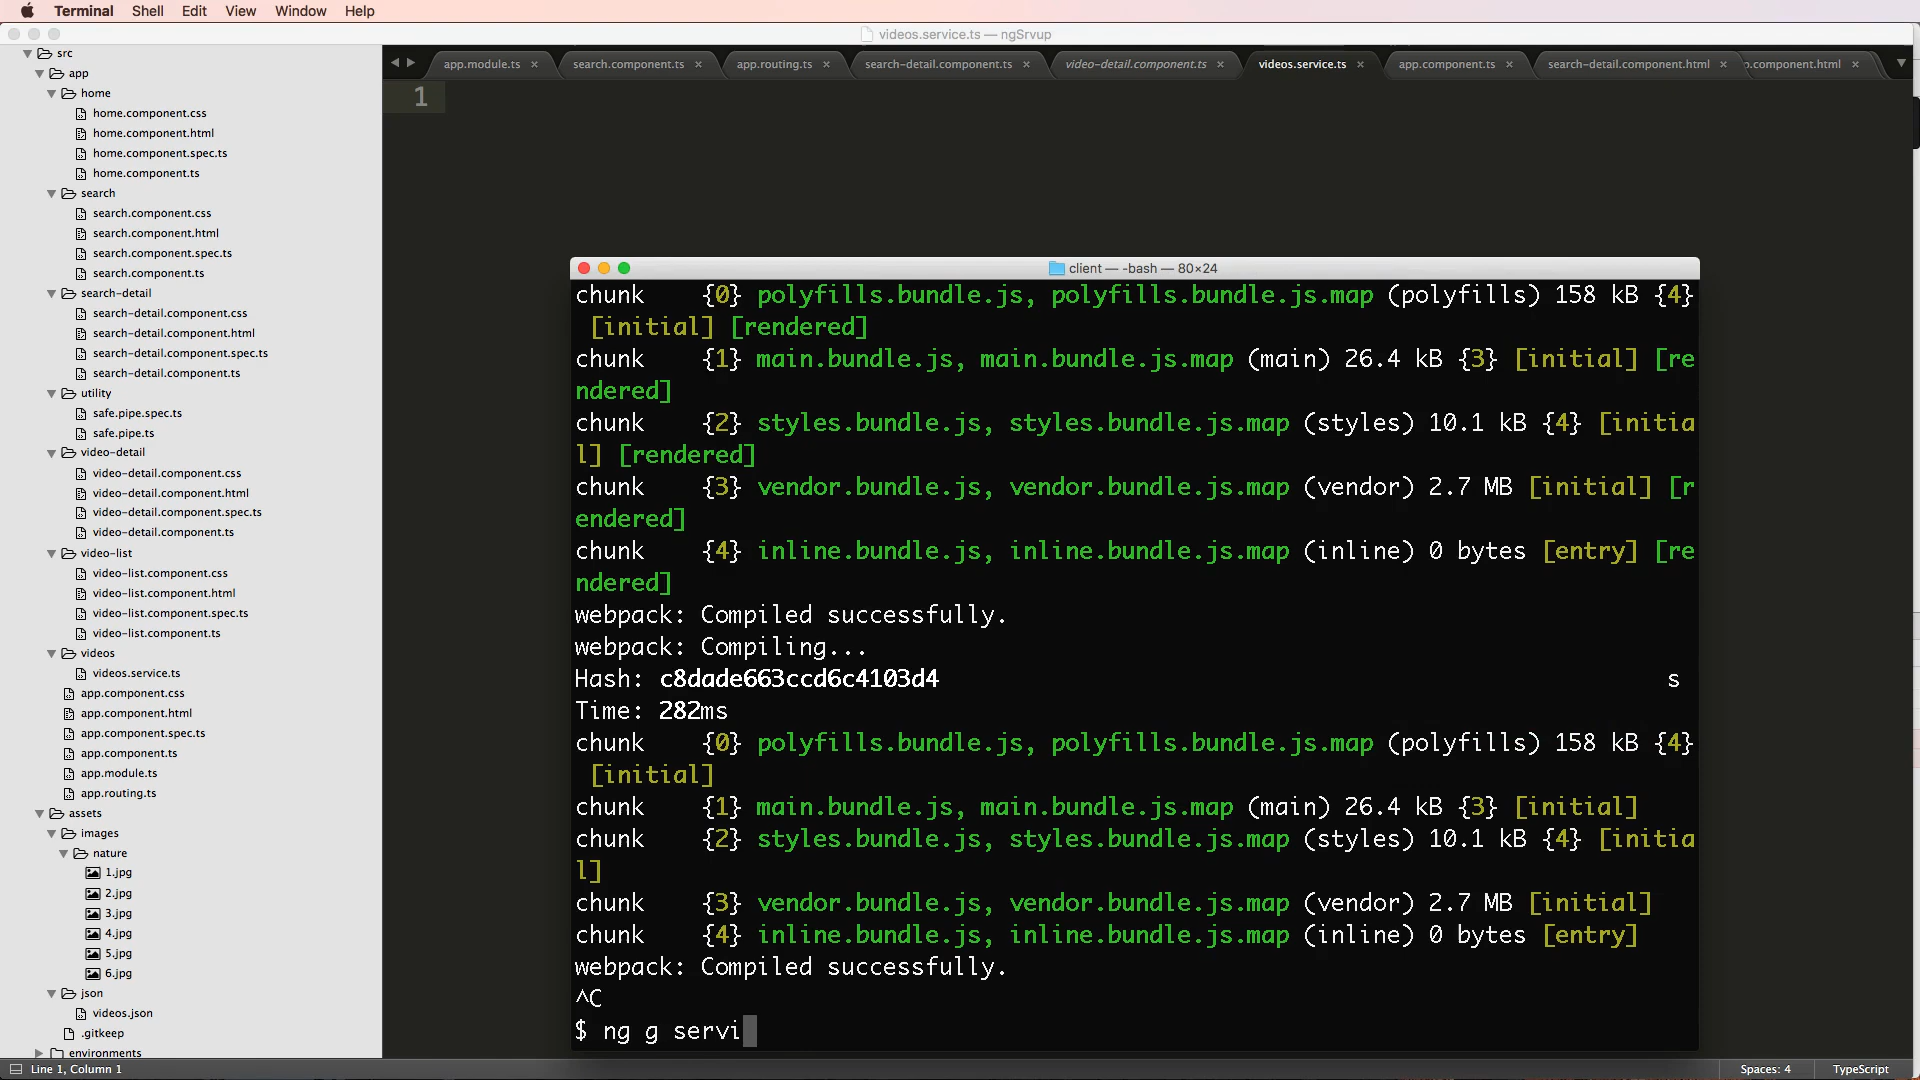 Terminal Shell Edit View Window Help
videos.service.ts — ngSrvup
src
app
home
home.component.css
home.component.html
home.component.spec.ts
home.component.ts
search
search.component.css
search.component.html
search.component.spec.ts
search.component.ts
search-detail
search-detail.component.css
search-detail.component.html
search-detail.component.spec.ts
search-detail.component.ts
utility
safe.pipe.spec.ts
safe.pipe.ts
video-detail
video-detail.component.css
video-detail.component.html
video-detail.component.spec.ts
video-detail.component.ts
video-list
video-list.component.css
video-list.component.html
video-list.component.spec.ts
video-list.component.ts
videos
videos.service.ts
app.component.css
app.component.html
app.component.spec.ts
app.component.ts
app.module.ts
app.routing.ts
assets
images
nature
1.jpg
2.jpg
3.jpg
4.jpg
5.jpg
6.jpg
json
videos.json
.gitkeep
environments
app.module.ts search.component.ts app.routing.ts search-detail.component.ts video-detail.component.ts videos.service.ts app.component.ts search-detail.component.html p.component.html
1
client — -bash — 80×24
chunk    {0} polyfills.bundle.js, polyfills.bundle.js.map (polyfills) 158 kB {4}
[initial] [rendered]
chunk    {1} main.bundle.js, main.bundle.js.map (main) 26.4 kB {3} [initial] [re
ndered]
chunk    {2} styles.bundle.js, styles.bundle.js.map (styles) 10.1 kB {4} [initia
l] [rendered]
chunk    {3} vendor.bundle.js, vendor.bundle.js.map (vendor) 2.7 MB [initial] [r
endered]
chunk    {4} inline.bundle.js, inline.bundle.js.map (inline) 0 bytes [entry] [re
ndered]
webpack: Compiled successfully.
webpack: Compiling...
Hash: c8dade663ccd6c4103d4 s
Time: 282ms
chunk    {0} polyfills.bundle.js, polyfills.bundle.js.map (polyfills) 158 kB {4}
[initial]
chunk    {1} main.bundle.js, main.bundle.js.map (main) 26.4 kB {3} [initial]
chunk    {2} styles.bundle.js, styles.bundle.js.map (styles) 10.1 kB {4} [initia
l]
chunk    {3} vendor.bundle.js, vendor.bundle.js.map (vendor) 2.7 MB [initial]
chunk    {4} inline.bundle.js, inline.bundle.js.map (inline) 0 bytes [entry]
webpack: Compiled successfully.
^C
$ ng g servi
Line 1, Column 1 Spaces: 4 TypeScript